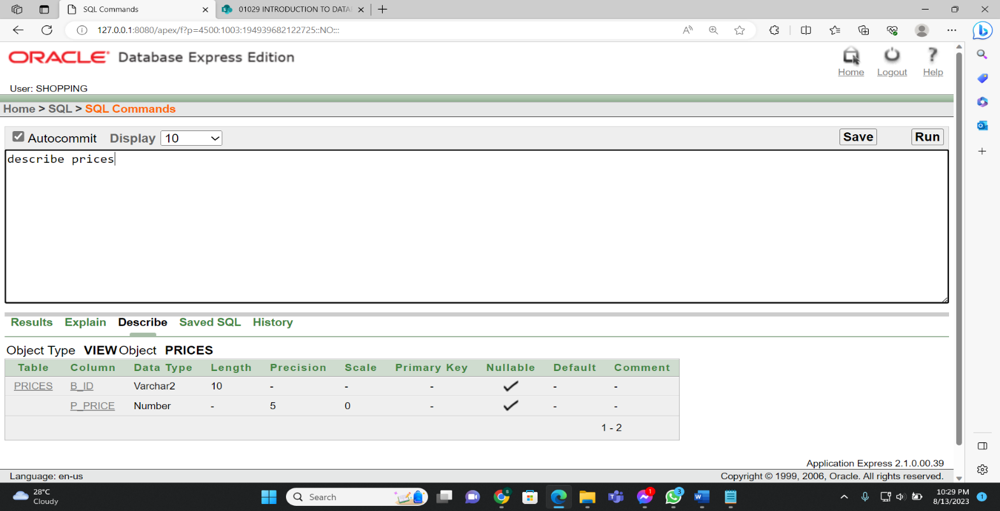 SQL Commands
01029 INTRODUCTION TO DATA
127.0.0.1:8080/apex/f?p=4500:1003:194939682122725::NO:::
ORACLE Database Express Edition
Home Logout Help
User: SHOPPING
Home > SQL > SQL Commands
Autocommit Display 10 Save Run
describe prices
Results Explain Describe Saved SQL History
Object Type VIEW Object PRICES
Table Column Data Type Length Precision Scale Primary Key Nullable Default Comment
PRICES B_ID Varchar2 10 - - - - -
P_PRICE Number - 5 0 - - -
1 - 2
Application Express 2.1.0.00.39
Language: en-us Copyright © 1999, 2006, Oracle. All rights reserved.
28°C
Cloudy
Search
1
3
10:29 PM
8/13/2023
1